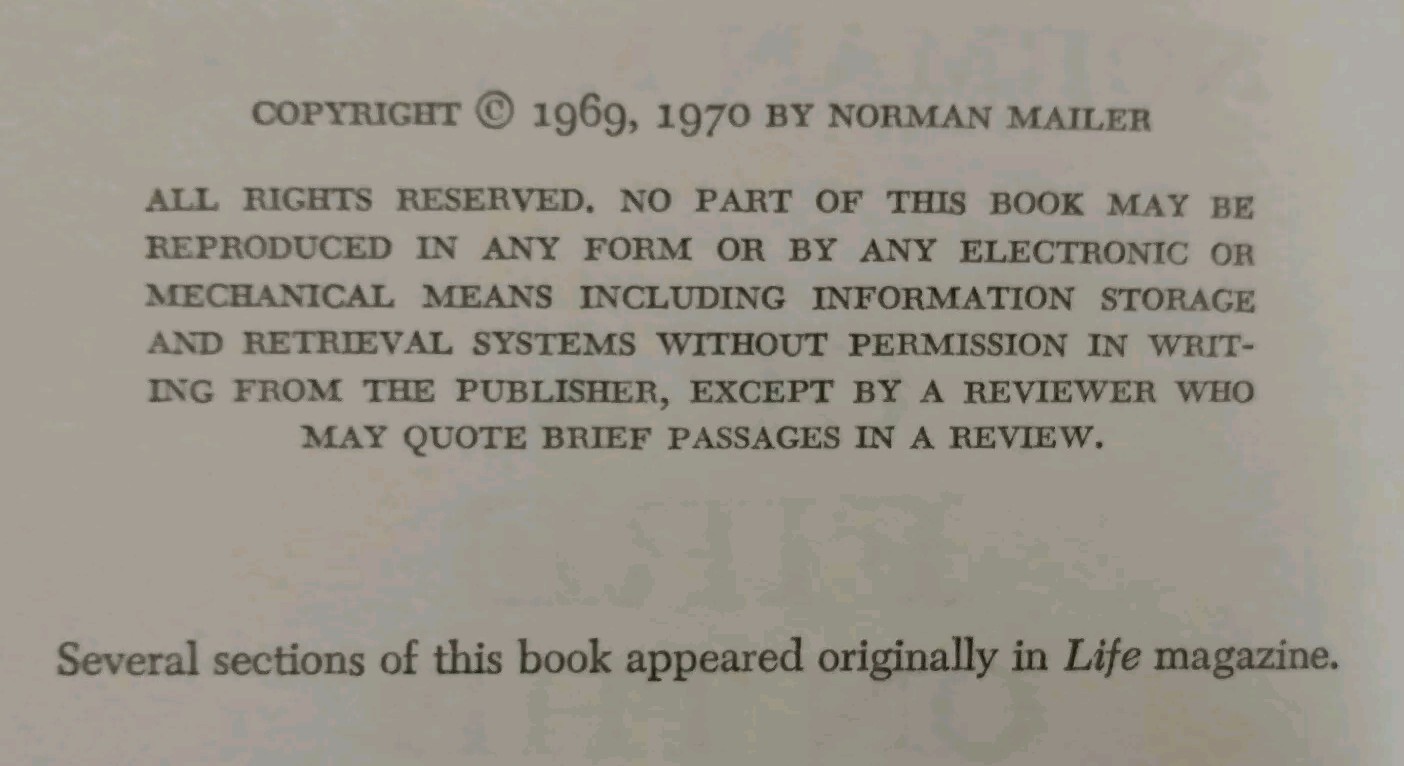 COPYRIGHT © 1969, 1970 BY NORMAN MAILER
ALL RIGHTS RESERVED. NO PART OF THIS BOOK MAY BE
REPRODUCED IN ANY FORM OR BY ANY ELECTRONIC OR
MECHANICAL MEANS INCLUDING INFORMATION STORAGE
AND RETRIEVAL SYSTEMS WITHOUT PERMISSION IN WRIT-
ING FROM THE PUBLISHER, EXCEPT BY A REVIEWER WHO
MAY QUOTE BRIEF PASSAGES IN A REVIEW.
Several sections of this book appeared originally in Life magazine.